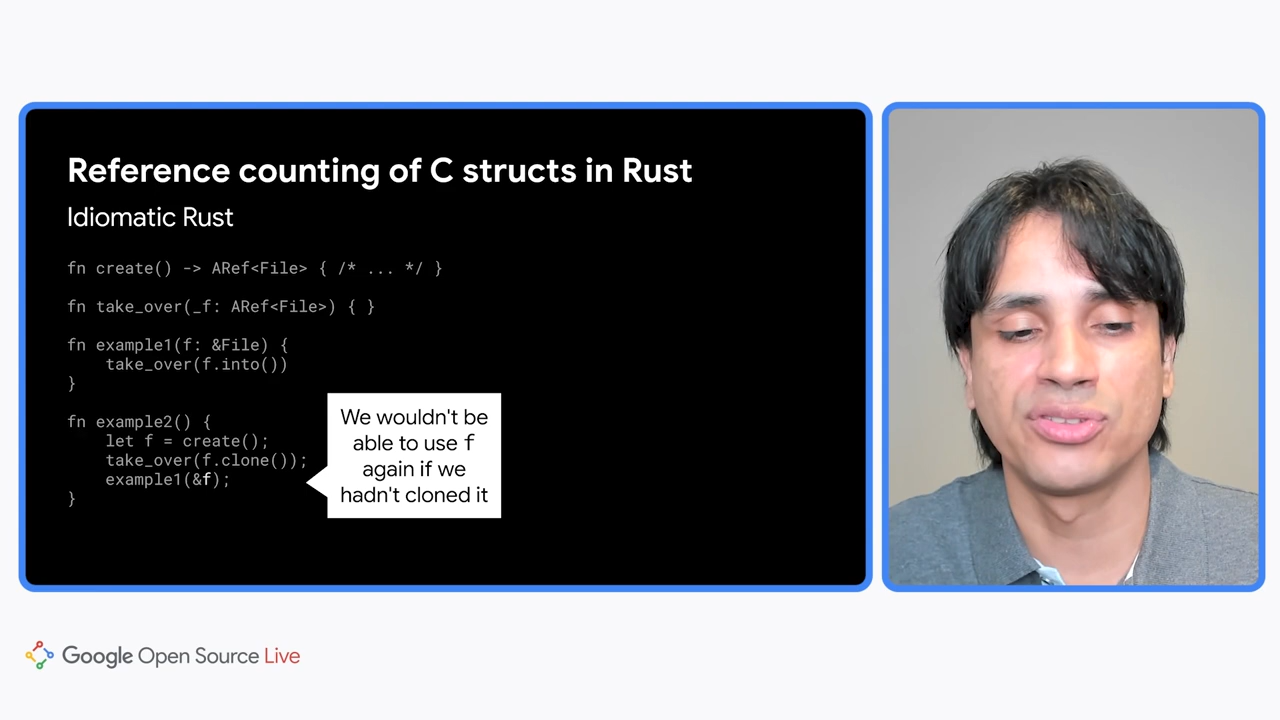 Reference counting of C structs in Rust
Idiomatic Rust
fn create() -> ARef<File> { /* ... */ }
fn take_over(_f: ARef<File>) { }
fn example1(f: &File) {
    take_over(f.into())
}
fn example2() {
    let f = create();
    take_over(f.clone());
    example1(&f);
}
We wouldn't be
able to use f
again if we
hadn't cloned it
Google Open Source Live